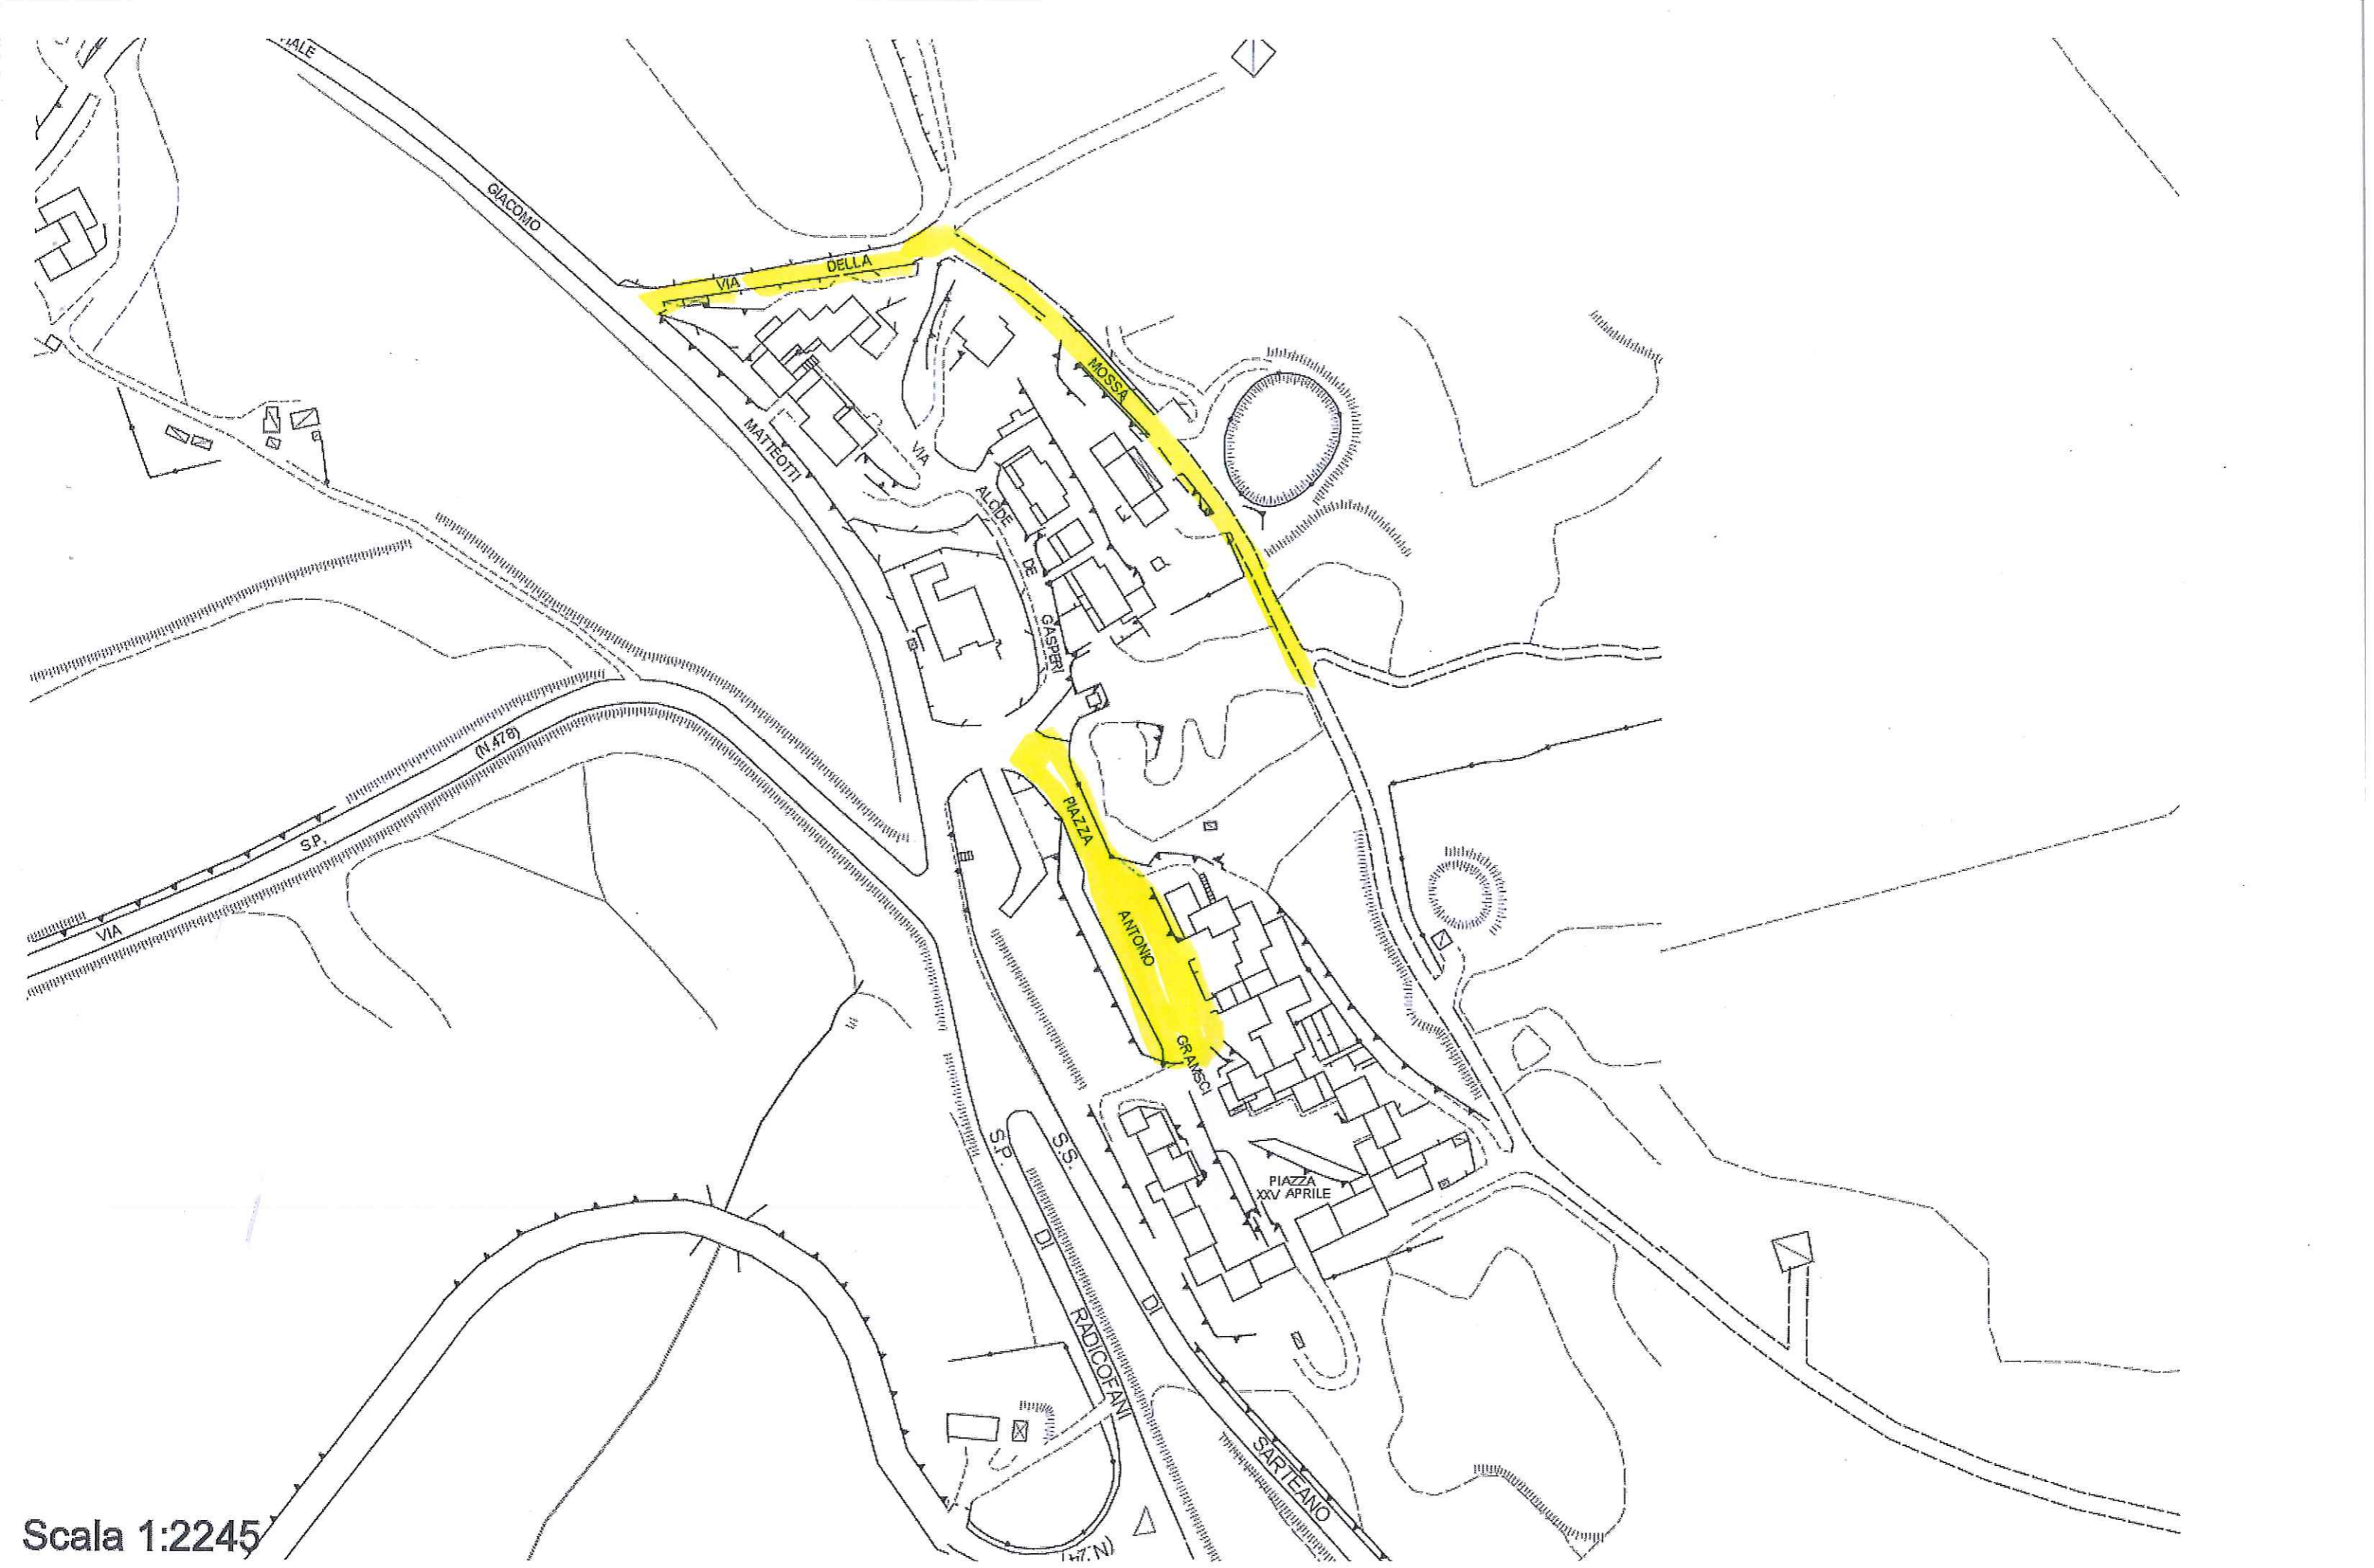 VIALE
GIACOMO
MATTEOTTI
VIA
DELLA
MOSSA
VIA
ALCIDE
DE
GASPERI
(N.478)
S.P.
VIA
PIAZZA
ANTONIO
GRAMSCI
PIAZZA
XXV APRILE
S.P.
DI
RADICOFANI
S.S.
DI
SARTEANO
Scala 1:2245